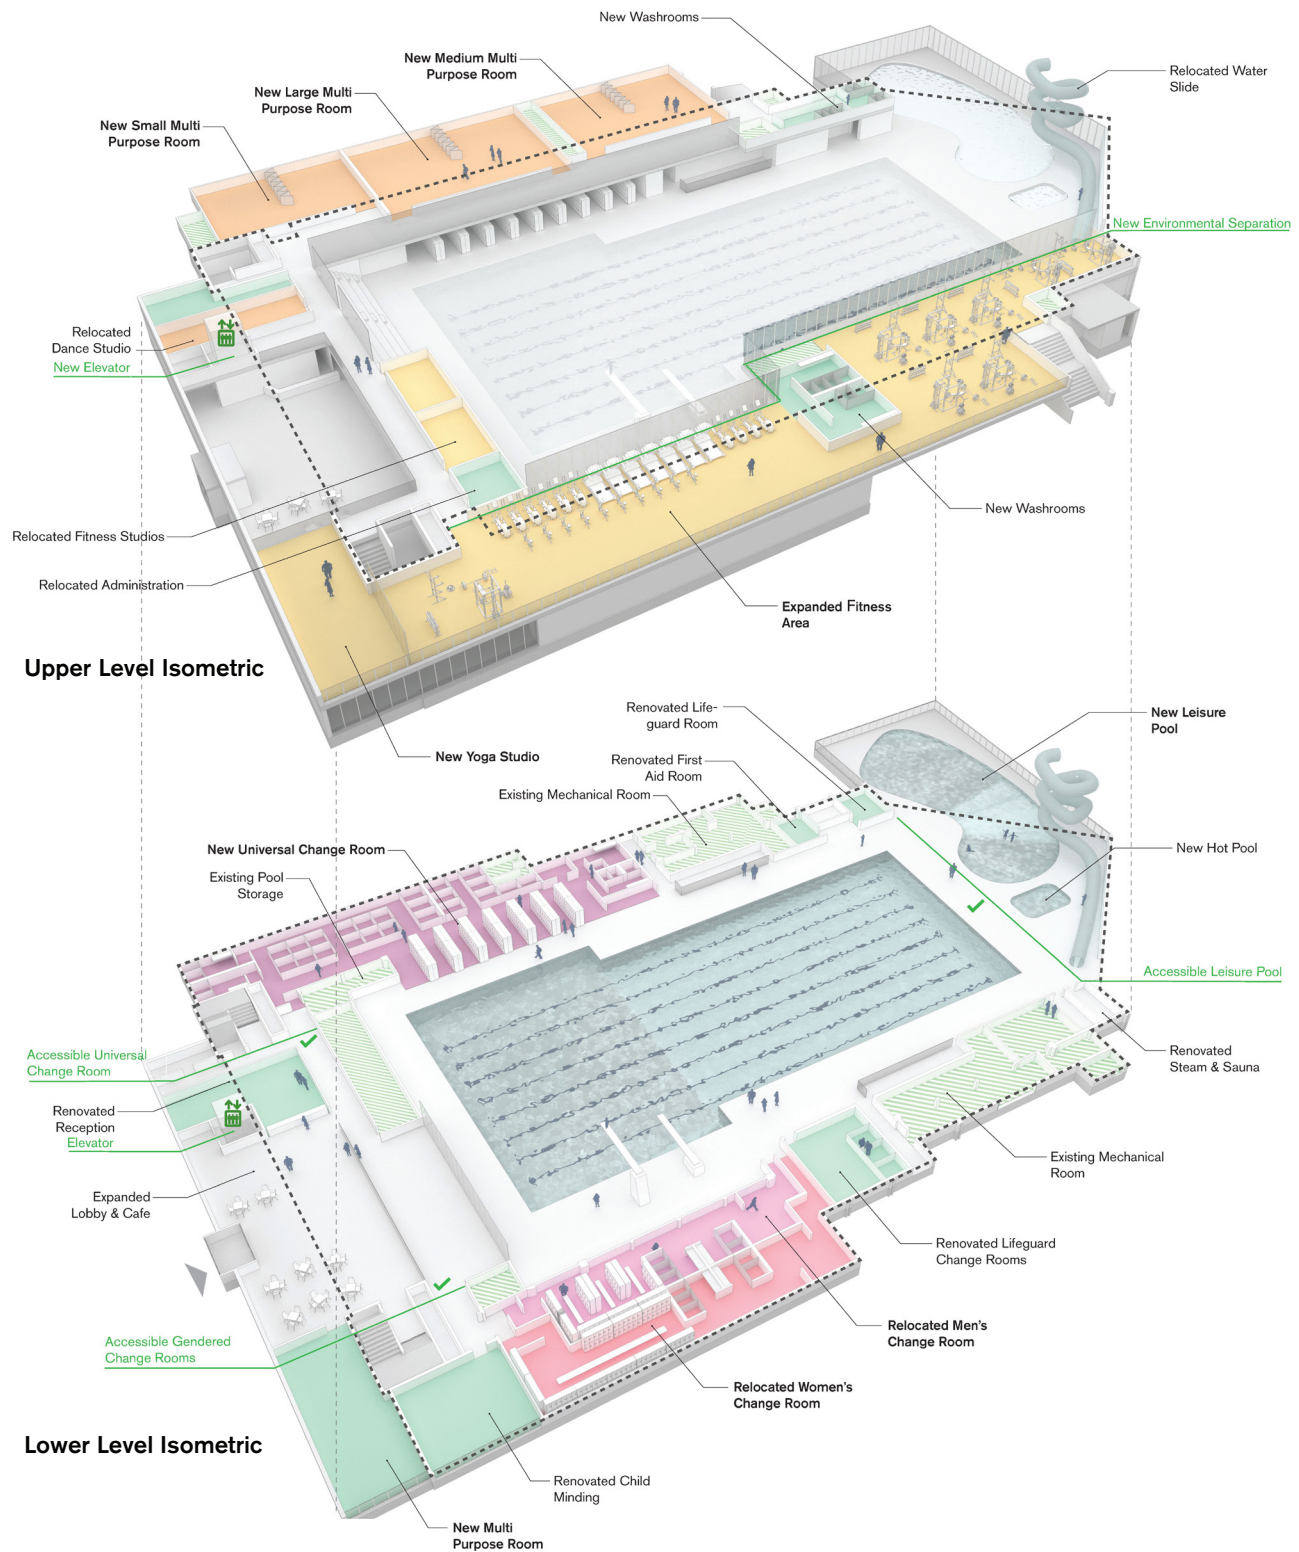 New Washrooms
New Medium Multi
Purpose Room
Relocated Water
Slide
New Large Multi
Purpose Room
New Small Multi
Purpose Room
New Environmental Separation
Relocated
Dance Studio
New Elevator
New Washrooms
Relocated Fitness Studios
Relocated Administration
Expanded Fitness
Area
Upper Level Isometric
New Yoga Studio
Renovated Life-
guard Room
New Leisure
Pool
Renovated First
Aid Room
Existing Mechanical Room
New Universal Change Room
New Hot Pool
Existing Pool
Storage
Accessible Leisure Pool
Accessible Universal
Change Room
Renovated
Steam & Sauna
Renovated
Reception
Elevator
Existing Mechanical
Room
Expanded
Lobby & Cafe
Renovated Lifeguard
Change Rooms
Accessible Gendered
Change Rooms
Relocated Men's
Change Room
Relocated Women's
Change Room
Lower Level Isometric
Renovated Child
Minding
New Multi
Purpose Room